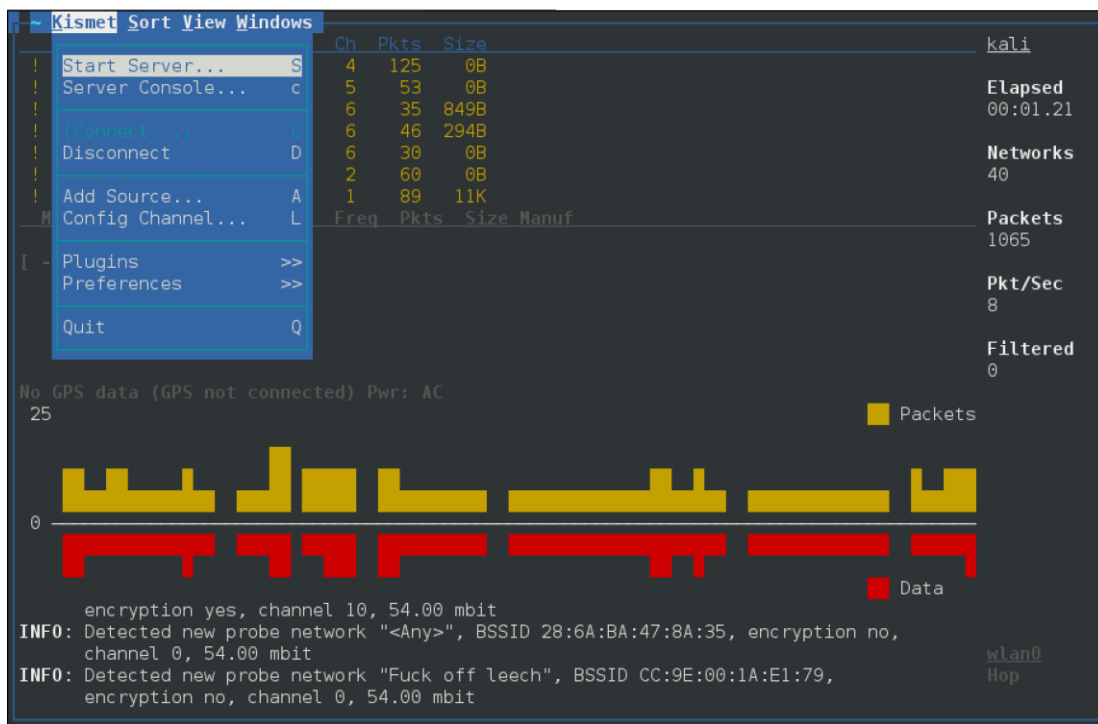 ~ Kismet Sort View Windows
Ch Pkts Size
kali
! Start Server... S 4 125 0B
! Server Console... c 5 53 0B
Elapsed
! 6 35 849B
00:01.21
! (Connect...) C 6 46 294B
! Disconnect D 6 30 0B
Networks
! 2 60 0B
40
! Add Source... A 1 89 11K
M Config Channel... L Freq Pkts Size Manuf
Packets
1065
[ - Plugins >>
Preferences >>
Pkt/Sec
8
Quit Q
Filtered
0
No GPS data (GPS not connected) Pwr: AC
25
Packets
0
Data
encryption yes, channel 10, 54.00 mbit
INFO: Detected new probe network "<Any>", BSSID 28:6A:BA:47:8A:35, encryption no,
channel 0, 54.00 mbit
wlan0
INFO: Detected new probe network "Fuck off leech", BSSID CC:9E:00:1A:E1:79,
Hop
encryption no, channel 0, 54.00 mbit